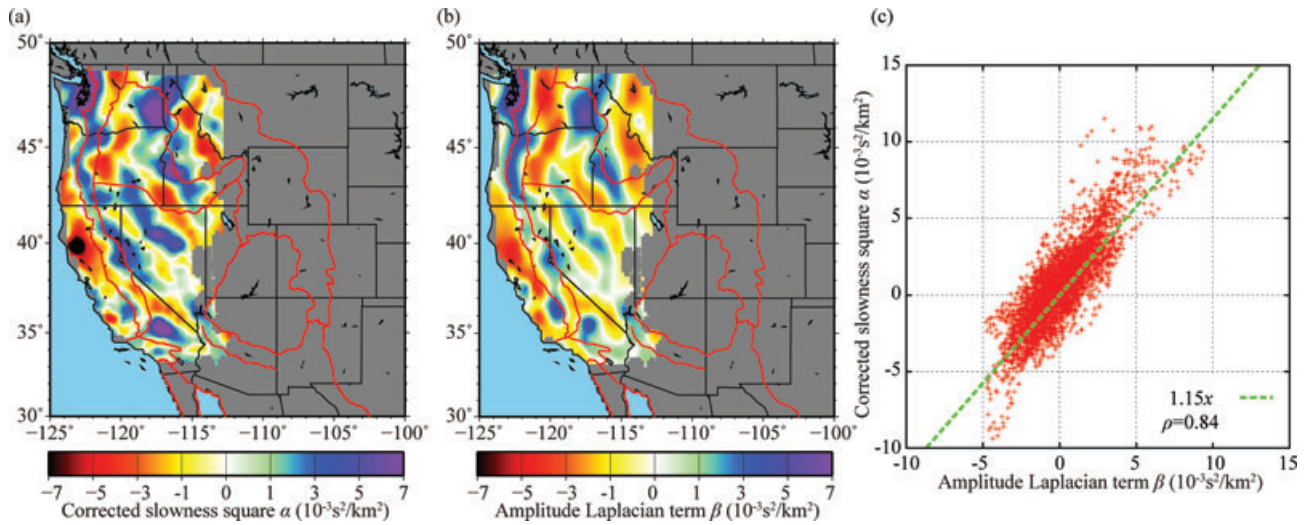 (a)
50°
45°
40°
35°
30°
−125 −120° −115° −110° −105° −100°
−7 −5 −3 −1 0 1 3 5 7
Corrected slowness square α (10⁻³s²/km²)
(b)
50°
45°
40°
35°
30°
−125 −120° −115° −110° −105° −100°
−7 −5 −3 −1 0 1 3 5 7
Amplitude Laplacian term β (10⁻³s²/km²)
(c)
Corrected slowness square α (10⁻³s²/km²)
15
10
5
0
-5
-10
1.15x
ρ=0.84
-10 -5 0 5 10 15
Amplitude Laplacian term β (10⁻³s²/km²)